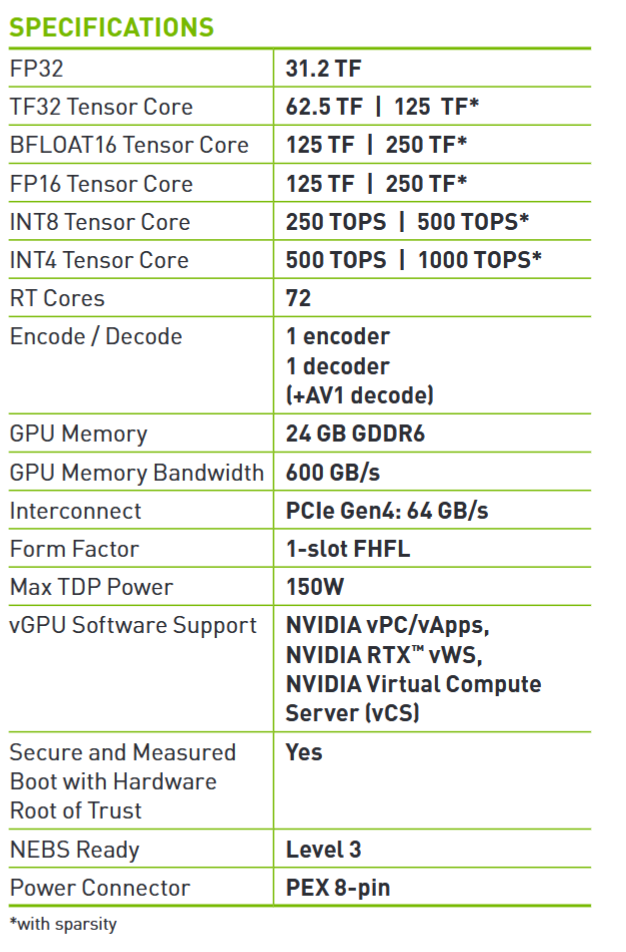 SPECIFICATIONS
FP32 31.2 TF
TF32 Tensor Core 62.5 TF | 125 TF*
BFLOAT16 Tensor Core 125 TF | 250 TF*
FP16 Tensor Core 125 TF | 250 TF*
INT8 Tensor Core 250 TOPS | 500 TOPS*
INT4 Tensor Core 500 TOPS | 1000 TOPS*
RT Cores 72
Encode / Decode 1 encoder
1 decoder
(+AV1 decode)
GPU Memory 24 GB GDDR6
GPU Memory Bandwidth 600 GB/s
Interconnect PCIe Gen4: 64 GB/s
Form Factor 1-slot FHFL
Max TDP Power 150W
vGPU Software Support NVIDIA vPC/vApps,
NVIDIA RTX™ vWS,
NVIDIA Virtual Compute
Server (vCS)
Secure and Measured Yes
Boot with Hardware
Root of Trust
NEBS Ready Level 3
Power Connector PEX 8-pin
*with sparsity